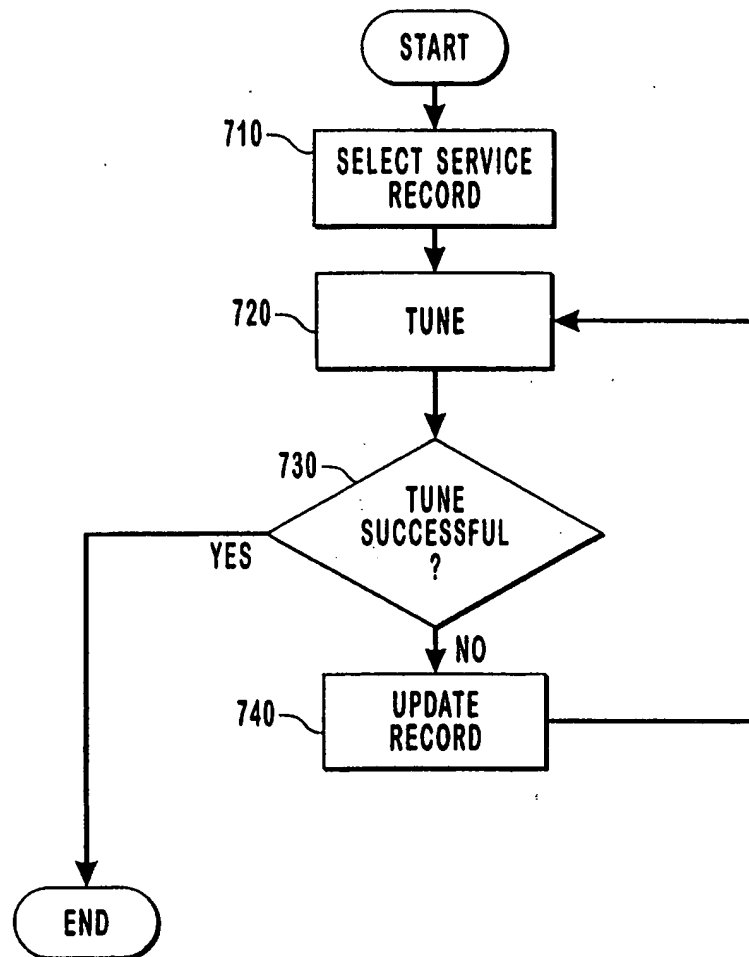 START
710
SELECT SERVICE
RECORD
720
TUNE
730
TUNE
SUCCESSFUL
?
YES
NO
740
UPDATE
RECORD
END